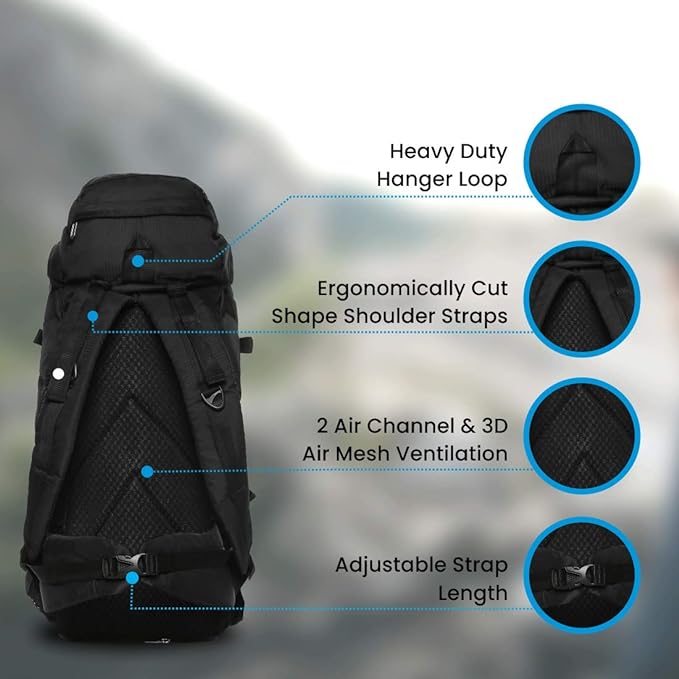 Heavy Duty
Hanger Loop
Ergonomically Cut
Shape Shoulder Straps
2 Air Channel & 3D
Air Mesh Ventilation
Adjustable Strap
Length